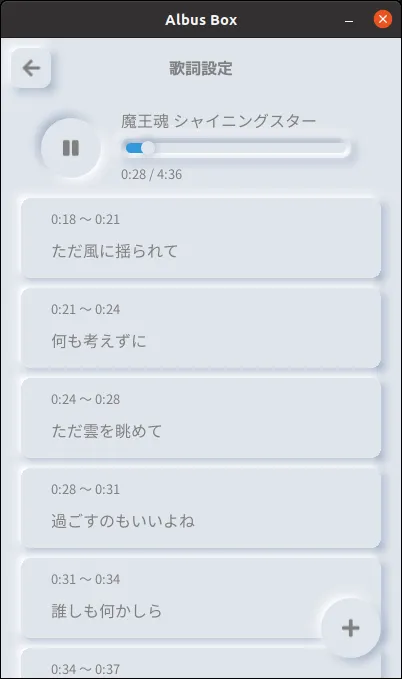 Albus Box
歌詞設定
魔王魂 シャイニングスター
0:28 / 4:36
0:18 〜 0:21
ただ風に揺られて
0:21 〜 0:24
何も考えずに
0:24 〜 0:28
ただ雲を眺めて
0:28 〜 0:31
過ごすのもいいよね
0:31 〜 0:34
誰しも何かしら
0:34 〜 0:37